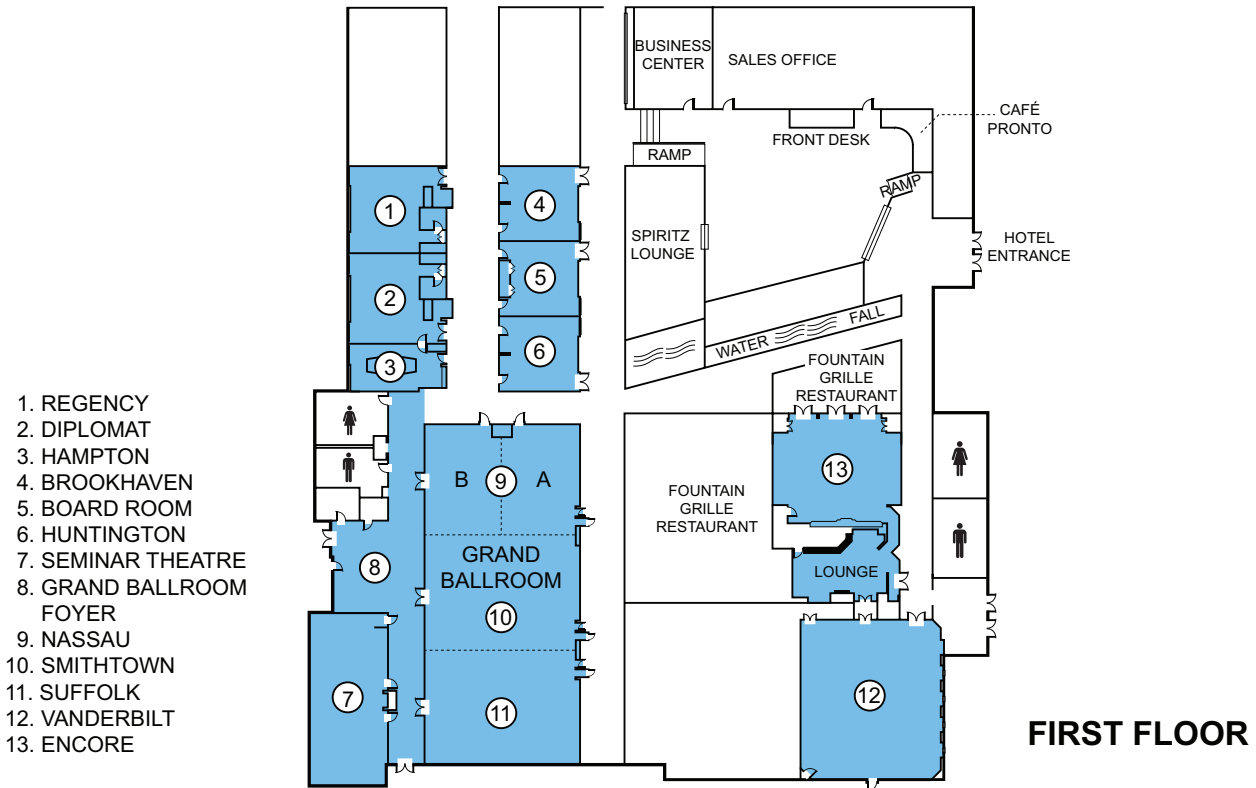 BUSINESS
CENTER
SALES OFFICE
CAFÉ
PRONTO
FRONT DESK
RAMP
RAMP
1
4
SPIRITZ
LOUNGE
HOTEL
ENTRANCE
5
2
FALL
WATER
6
3
FOUNTAIN
GRILLE
RESTAURANT
1. REGENCY
2. DIPLOMAT
3. HAMPTON
4. BROOKHAVEN
5. BOARD ROOM
6. HUNTINGTON
7. SEMINAR THEATRE
8. GRAND BALLROOM
FOYER
9. NASSAU
10. SMITHTOWN
11. SUFFOLK
12. VANDERBILT
13. ENCORE
B
9
A
13
FOUNTAIN
GRILLE
RESTAURANT
GRAND
BALLROOM
8
LOUNGE
10
7
11
12
FIRST FLOOR